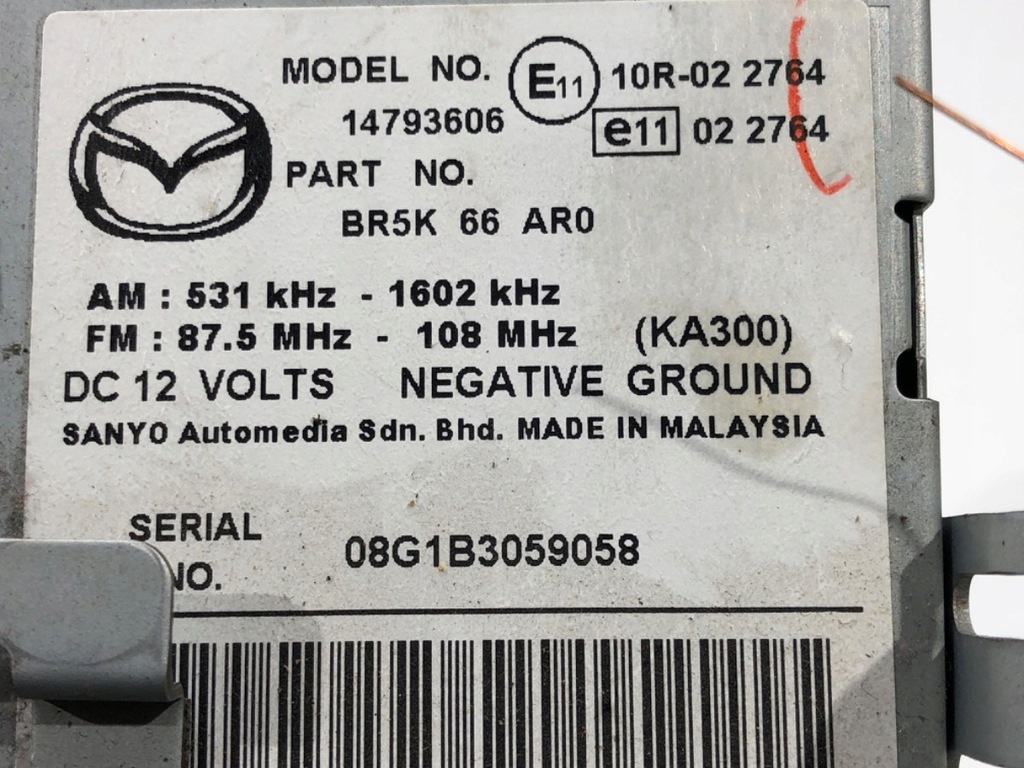 MODEL NO. E11 10R-02 2764
14793606 e11 02 2764
PART NO.
BR5K 66 AR0
AM : 531 kHz - 1602 kHz
FM : 87.5 MHz - 108 MHz (KA300)
DC 12 VOLTS NEGATIVE GROUND
SANYO Automedia Sdn. Bhd. MADE IN MALAYSIA
SERIAL
NO. 08G1B3059058